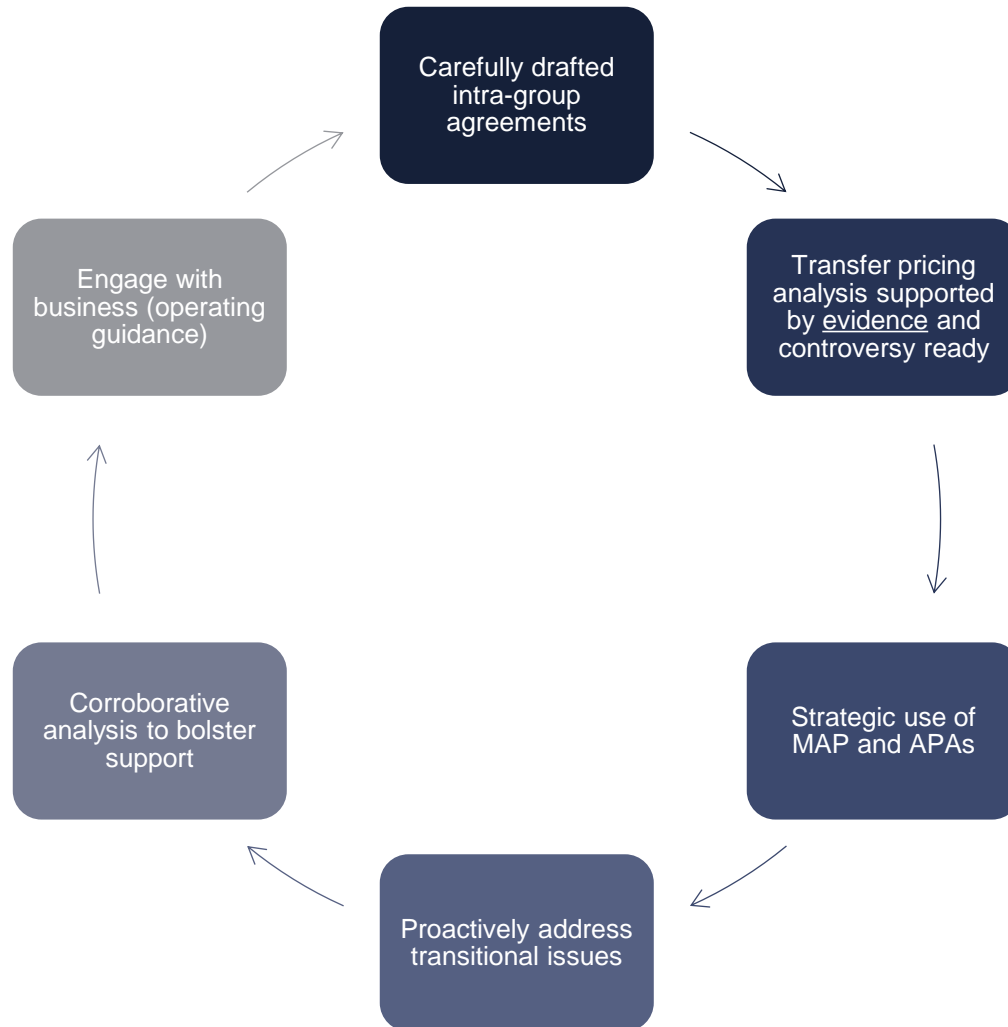 Carefully drafted
intra-group
agreements
Transfer pricing
analysis supported
by evidence and
controversy ready
Strategic use of
MAP and APAs
Proactively address
transitional issues
Corroborative
analysis to bolster
support
Engage with
business (operating
guidance)